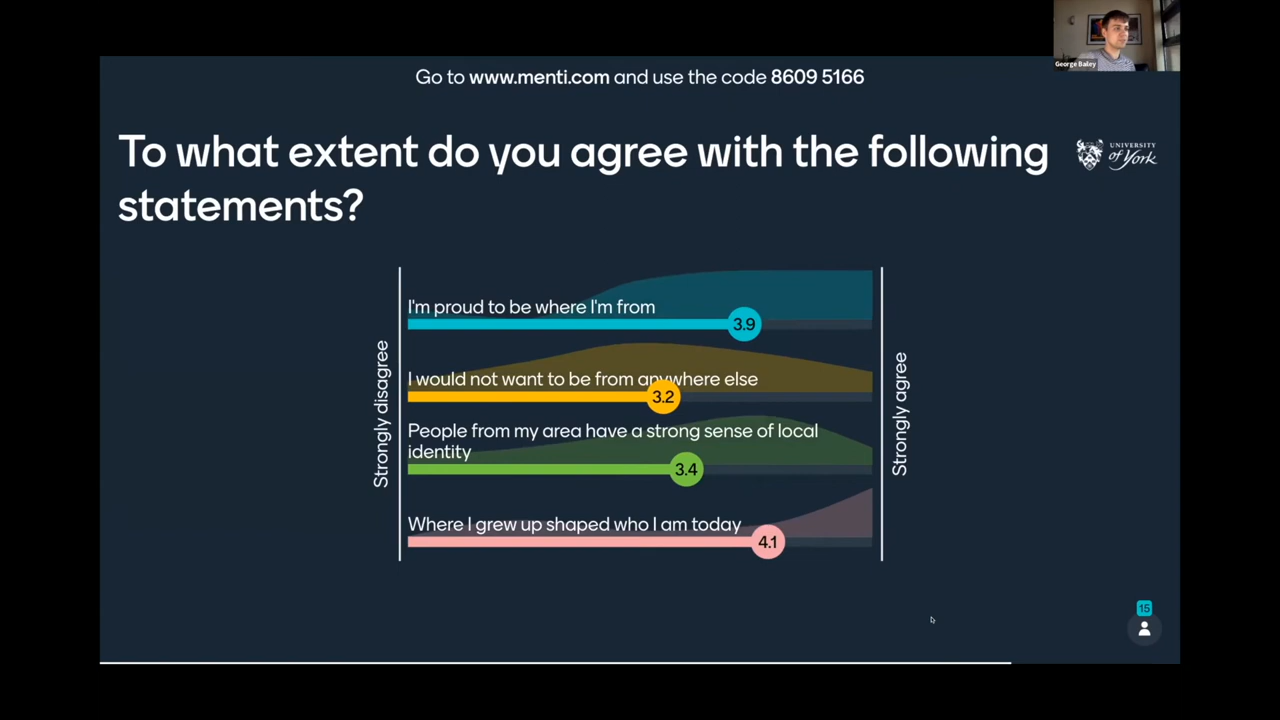 George Bailey
Go to www.menti.com and use the code 8609 5166
To what extent do you agree with the following
statements?
UNIVERSITY
of York
Strongly disagree
I'm proud to be where I'm from
3.9
I would not want to be from anywhere else
3.2
People from my area have a strong sense of local
identity
3.4
Where I grew up shaped who I am today
4.1
Strongly agree
15